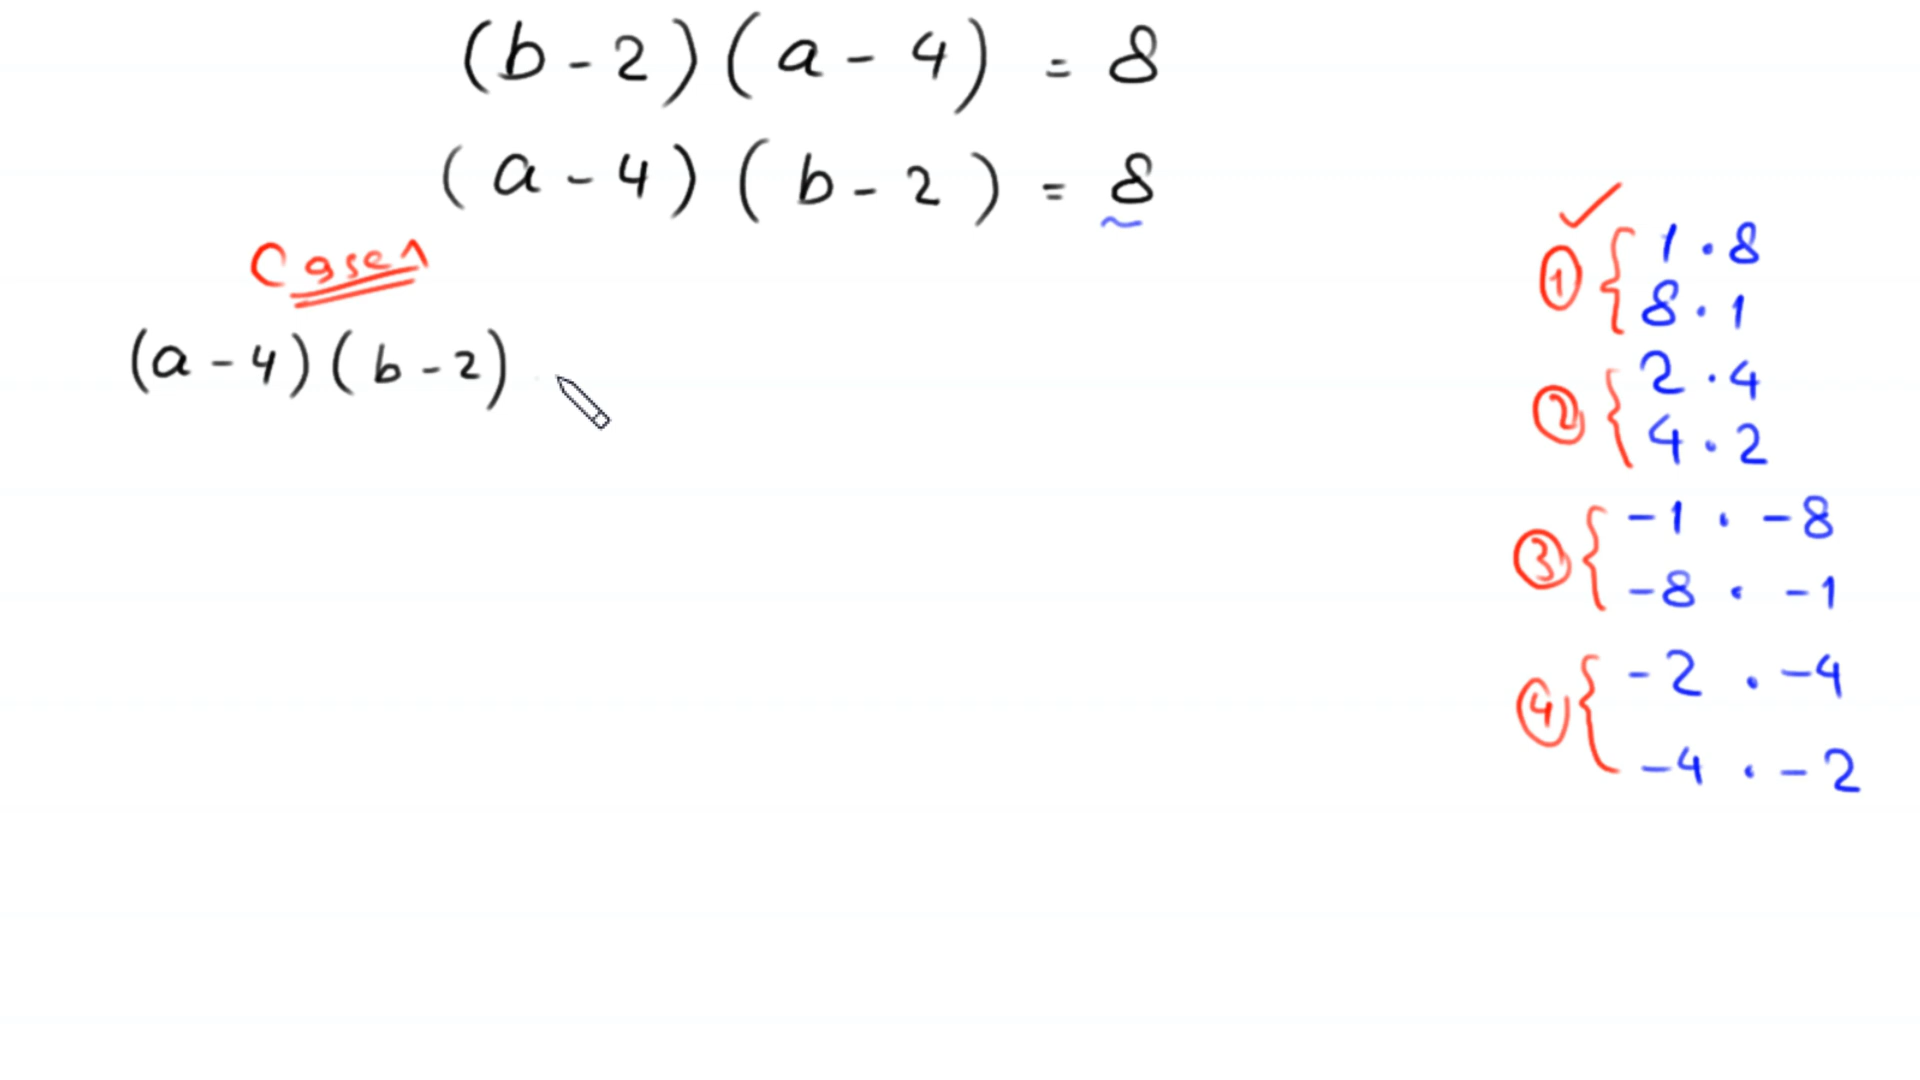 (b - 2)(a - 4) = 8
(a - 4)(b - 2) = 8
Case 1
(a - 4)(b - 2)
① { 1 · 8
8 · 1
② { 2 · 4
4 · 2
③ { -1 · -8
-8 · -1
④ { -2 · -4
-4 · -2